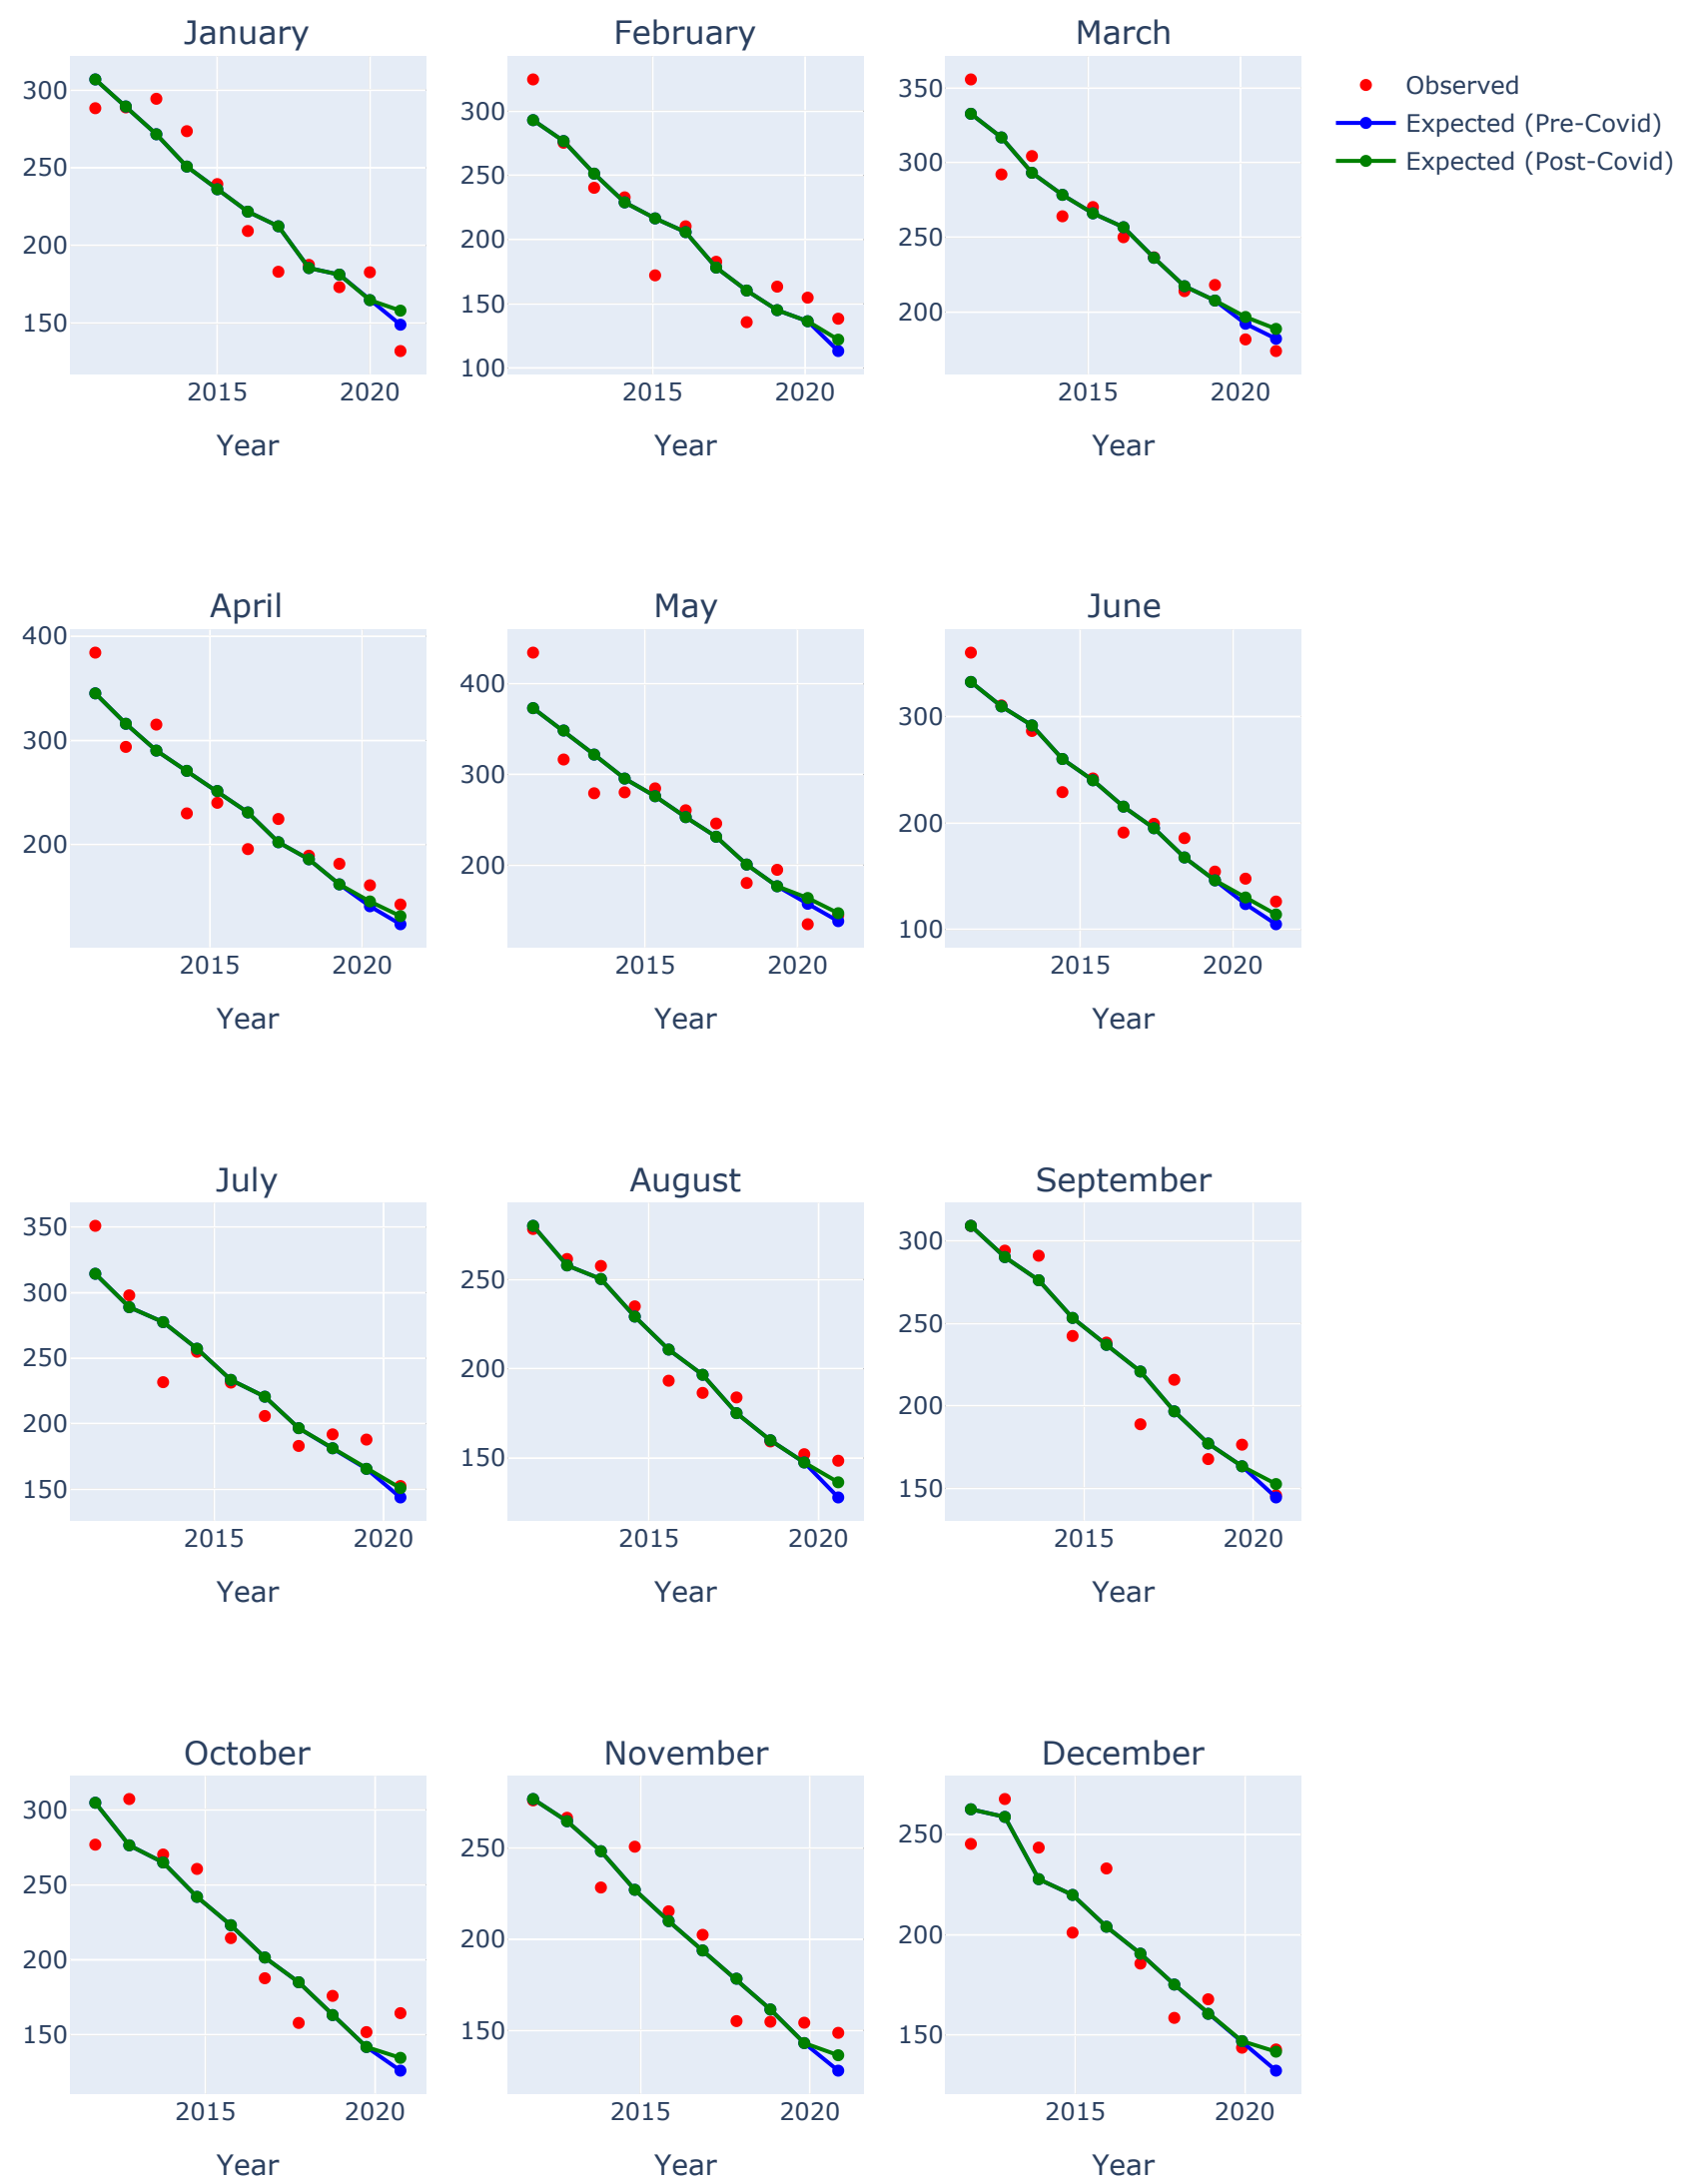 January
February
March
300
250
200
150
2015
2020
Year
300
250
200
150
100
2015
2020
Year
350
300
250
200
2015
2020
Year
Observed
Expected (Pre-Covid)
Expected (Post-Covid)
April
May
June
400
300
200
2015
2020
Year
400
300
200
2015
2020
Year
300
200
100
2015
2020
Year
July
August
September
350
300
250
200
150
2015
2020
Year
250
200
150
2015
2020
Year
300
250
200
150
2015
2020
Year
October
November
December
300
250
200
150
2015
2020
Year
250
200
150
2015
2020
Year
250
200
150
2015
2020
Year